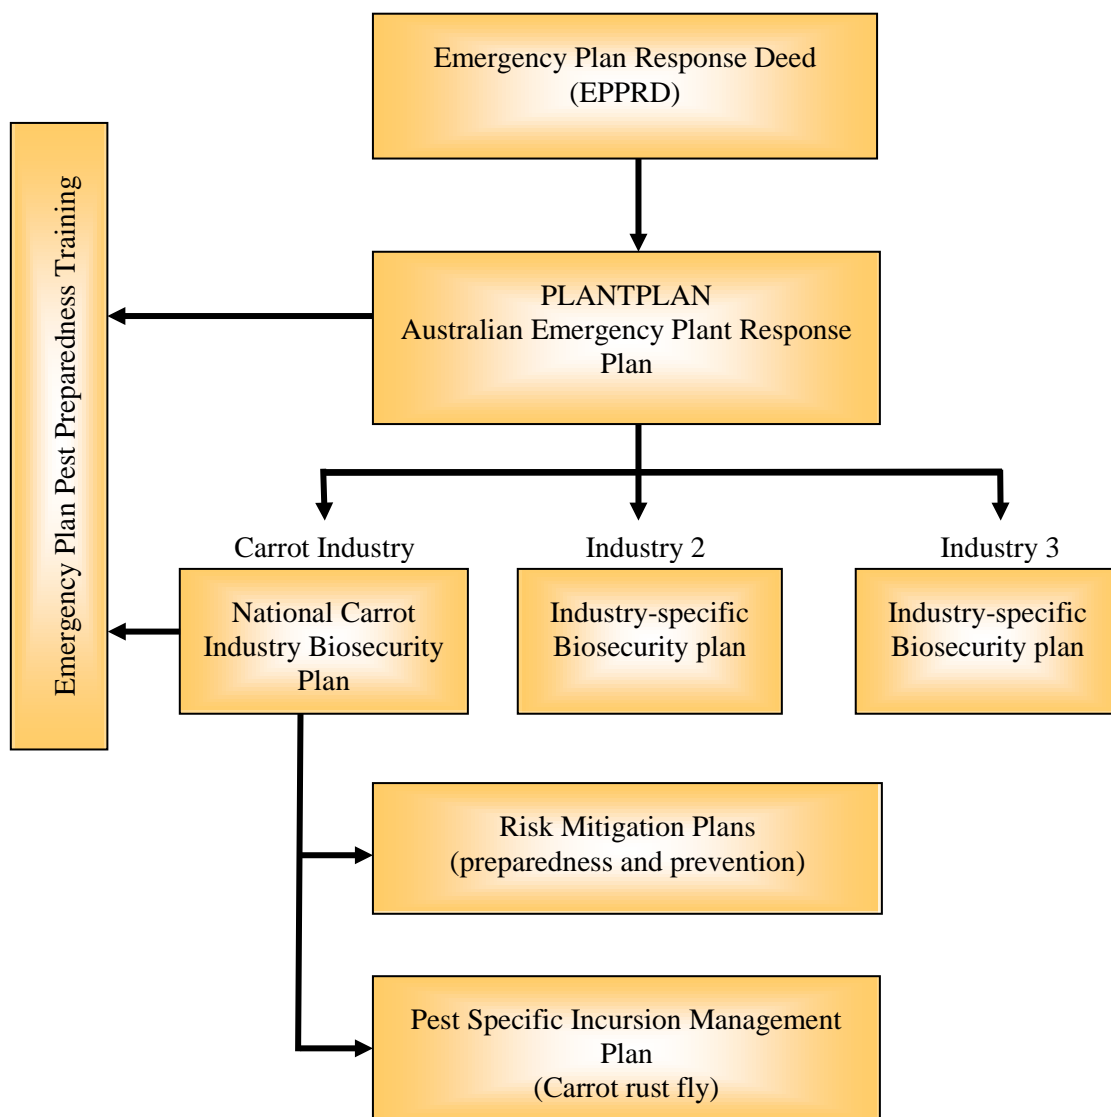 Emergency Plan Response Deed
(EPPRD)
Emergency Plan Pest Preparedness Training
PLANTPLAN
Australian Emergency Plant Response
Plan
Carrot Industry
Industry 2
Industry 3
National Carrot
Industry Biosecurity
Plan
Industry-specific
Biosecurity plan
Industry-specific
Biosecurity plan
Risk Mitigation Plans
(preparedness and prevention)
Pest Specific Incursion Management
Plan
(Carrot rust fly)